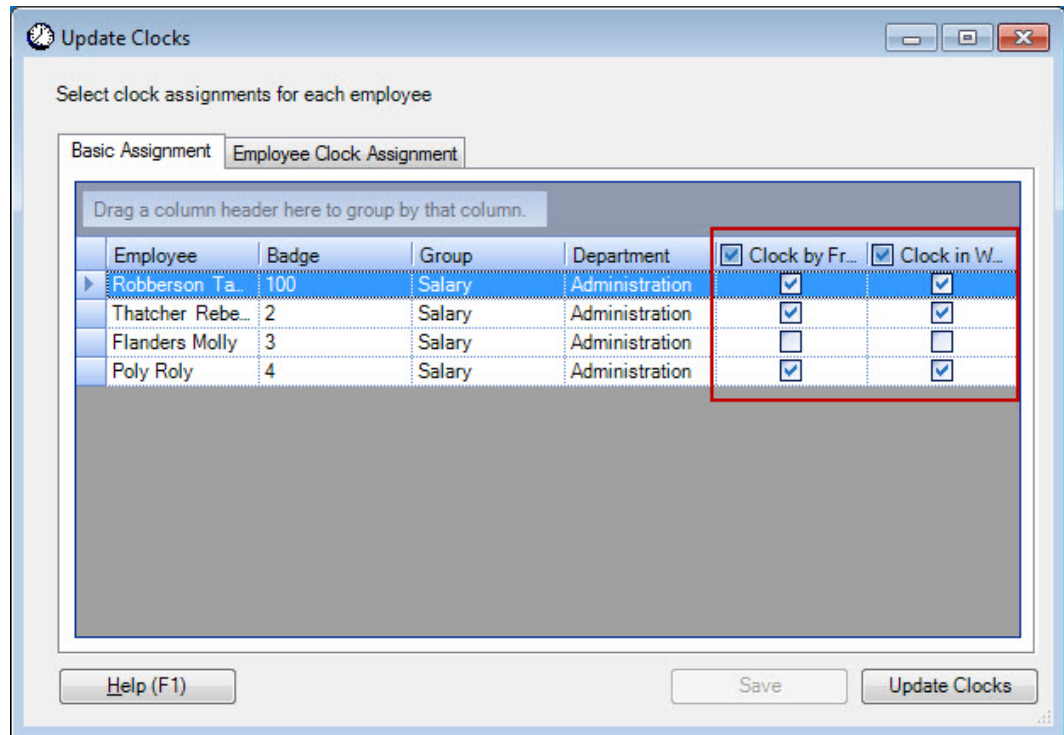 Update Clocks
Select clock assignments for each employee
Basic Assignment Employee Clock Assignment
Drag a column header here to group by that column.
Employee Badge Group Department Clock by Fr... Clock in W...
Robberson Ta... 100 Salary Administration
Thatcher Rebe... 2 Salary Administration
Flanders Molly 3 Salary Administration
Poly Roly 4 Salary Administration
Help (F1) Save Update Clocks